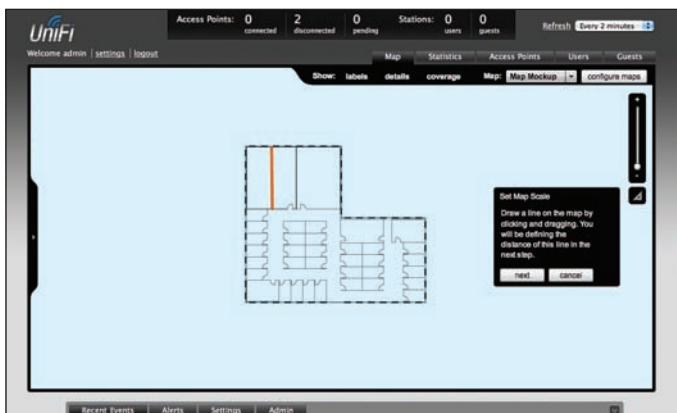 UniFi
Access Points: 0 connected 2 disconnected 0 pending Stations: 0 users 0 guests
Refresh Every 2 minutes
Welcome admin | settings | logout
Map Statistics Access Points Users Guests
Show: labels details coverage Map: Map Mockup configure maps
+
-
Set Map Scale
Draw a line on the map by
clicking and dragging. You
will be defining the
distance of this line in the
next step.
next cancel
Recent Events Alerts Settings Admin